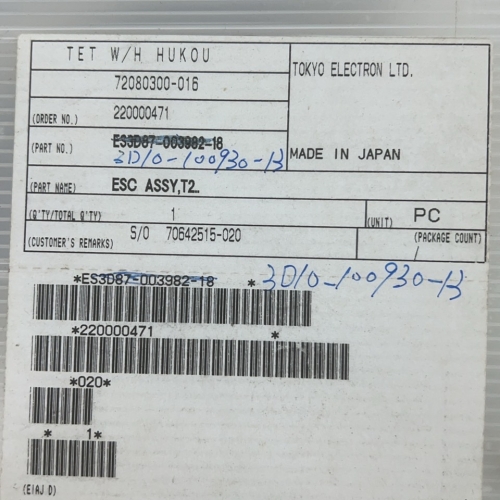 TET W/H HUKOU
72080300-016
TOKYO ELECTRON LTD.
(ORDER NO.) 220000471
(PART NO.) ES3D87-003982-18
3D10-100930-13
MADE IN JAPAN
(PART NAME) ESC ASSY,T2
(Q'TY/TOTAL Q'TY) 1
(UNIT) PC
(CUSTOMER'S REMARKS) S/O 70642515-020
(PACKAGE COUNT)
/
*ES3D87-003982-18 * 3D10-100930-13
*220000471 *
*020*
* 1*
(EIAJ D)